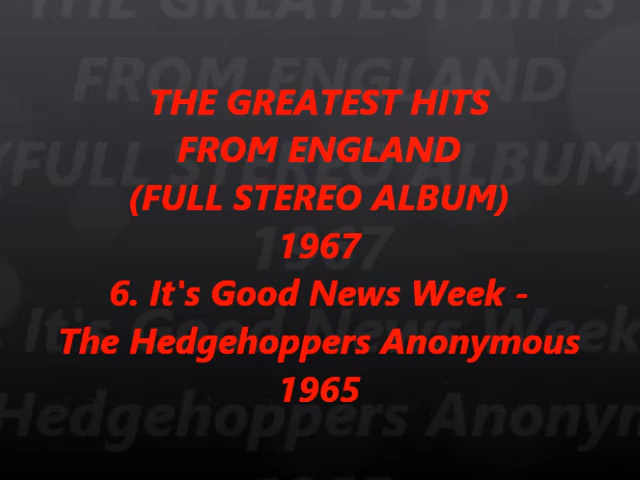 THE GREATEST HITS
FROM ENGLAND
(FULL STEREO ALBUM)
1967
6. It's Good News Week -
The Hedgehoppers Anonymous
1965